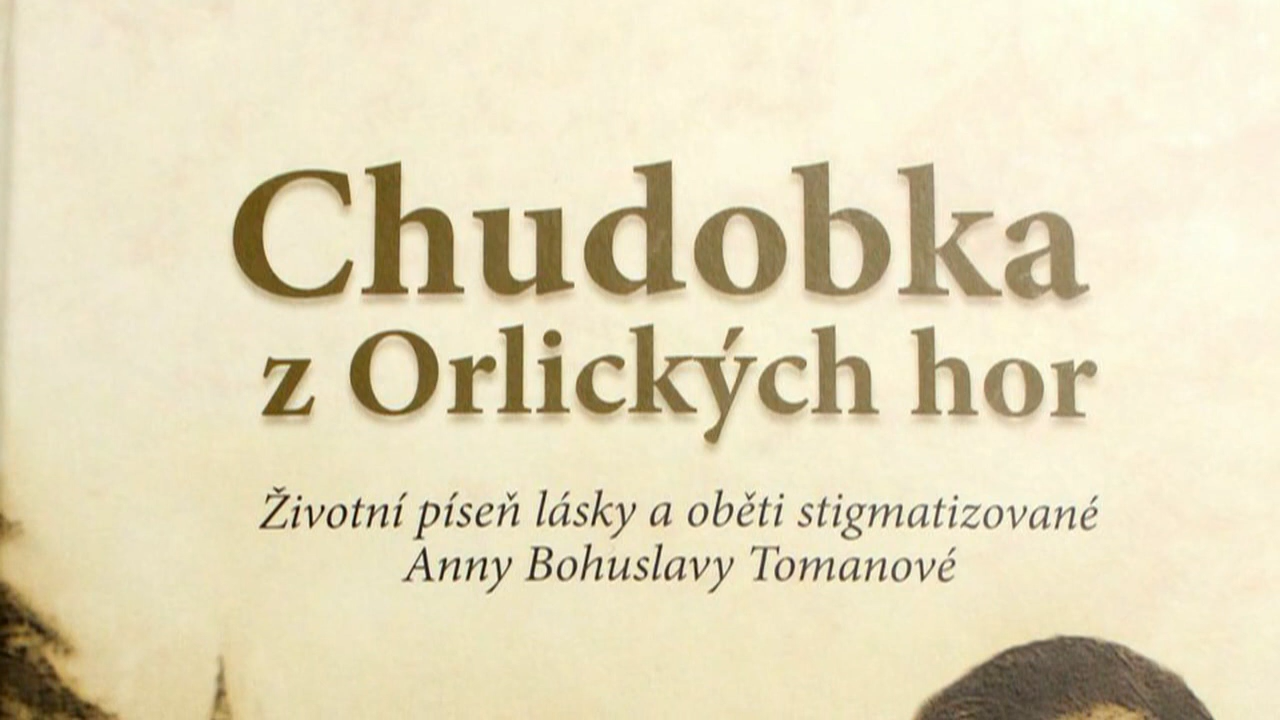 Chudobka
z Orlických hor
Životní píseň lásky a oběti stigmatizované
Anny Bohuslavy Tomanové